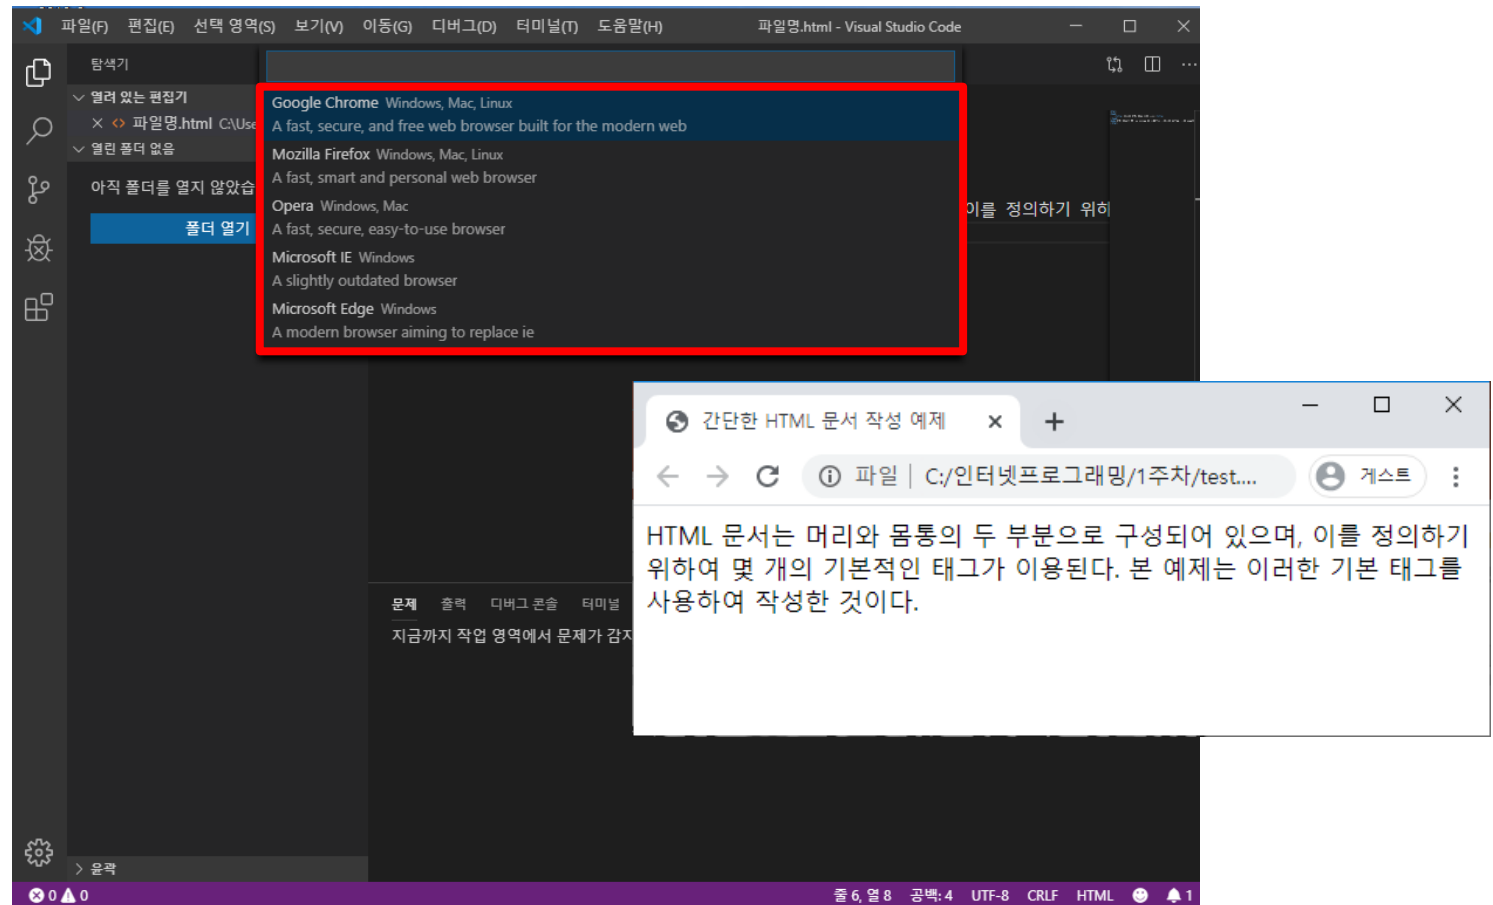 파일(F) 편집(E) 선택 영역(S) 보기(V) 이동(G) 디버그(D) 터미널(T) 도움말(H) 파일명.html - Visual Studio Code
탐색기
열려 있는 편집기
파일명.html C:\Use
열린 폴더 없음
아직 폴더를 열지 않았습
폴더 열기
Google Chrome Windows, Mac, Linux
A fast, secure, and free web browser built for the modern web
Mozilla Firefox Windows, Mac, Linux
A fast, smart and personal web browser
Opera Windows, Mac
A fast, secure, easy-to-use browser
Microsoft IE Windows
A slightly outdated browser
Microsoft Edge Windows
A modern browser aiming to replace ie
이를 정의하기 위하
문제 출력 디버그 콘솔 터미널
지금까지 작업 영역에서 문제가 감지
간단한 HTML 문서 작성 예제
파일 | C:/인터넷프로그래밍/1주차/test.... 게스트
HTML 문서는 머리와 몸통의 두 부분으로 구성되어 있으며, 이를 정의하기
위하여 몇 개의 기본적인 태그가 이용된다. 본 예제는 이러한 기본 태그를
사용하여 작성한 것이다.
윤곽
0 0 줄 6, 열 8 공백: 4 UTF-8 CRLF HTML 1